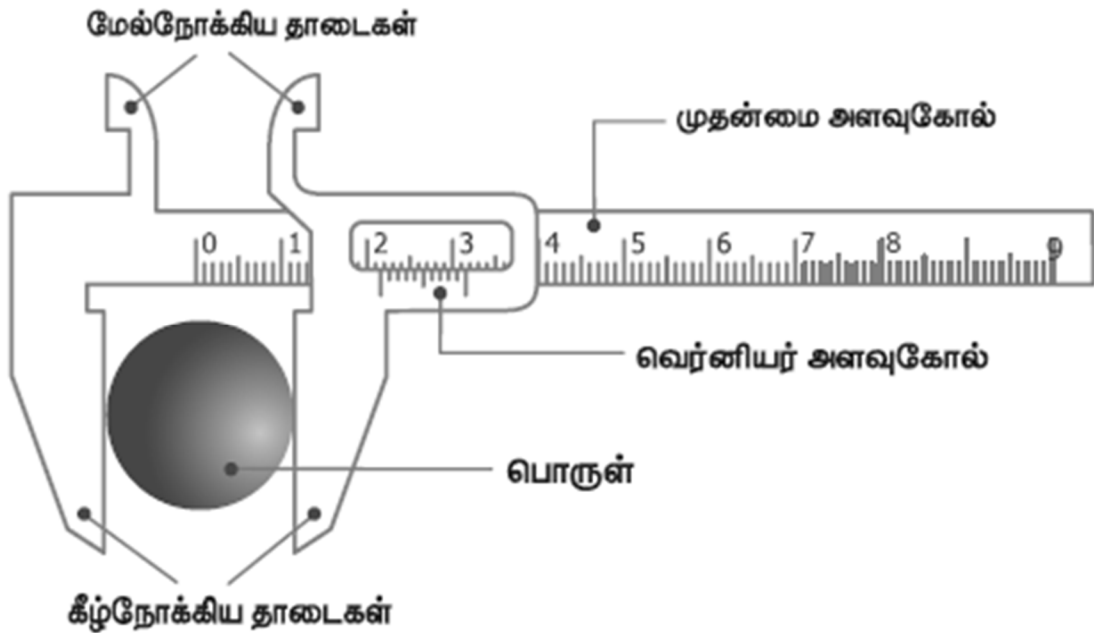 மேல்நோக்கிய தாடைகள்
முதன்மை அளவுகோல்
0 1 2 3 4 5 6 7 8 9
வெர்னியர் அளவுகோல்
பொருள்
கீழ்நோக்கிய தாடைகள்